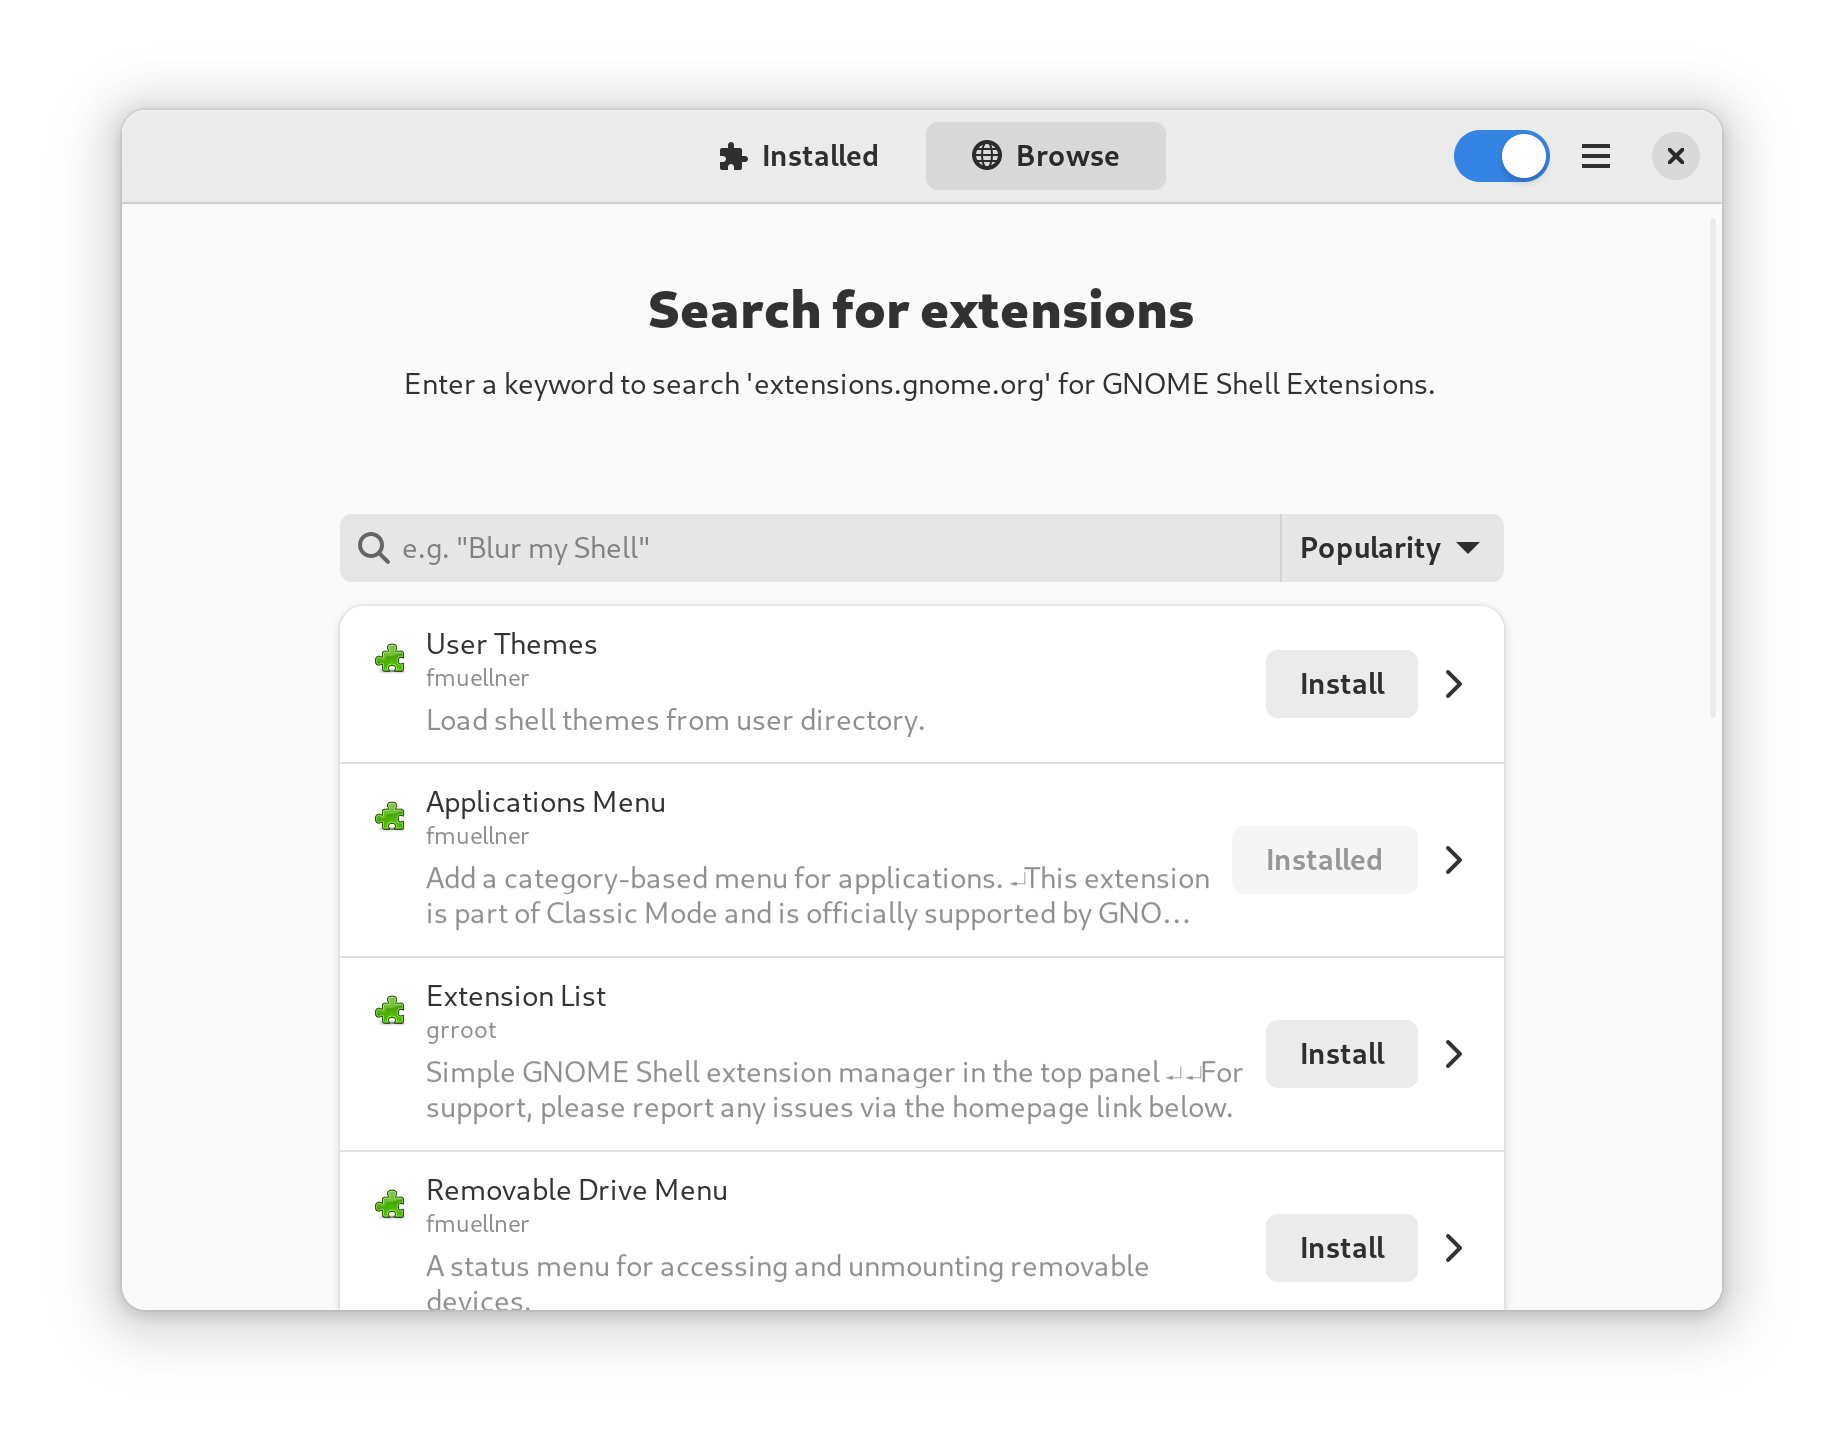 Installed
Browse
Search for extensions
Enter a keyword to search 'extensions.gnome.org' for GNOME Shell Extensions.
e.g. "Blur my Shell"
Popularity
User Themes
fmuellner
Load shell themes from user directory.
Install
Applications Menu
fmuellner
Add a category-based menu for applications. ↵This extension
is part of Classic Mode and is officially supported by GNO…
Installed
Extension List
grroot
Simple GNOME Shell extension manager in the top panel ↵↵For
support, please report any issues via the homepage link below.
Install
Removable Drive Menu
fmuellner
A status menu for accessing and unmounting removable
devices.
Install